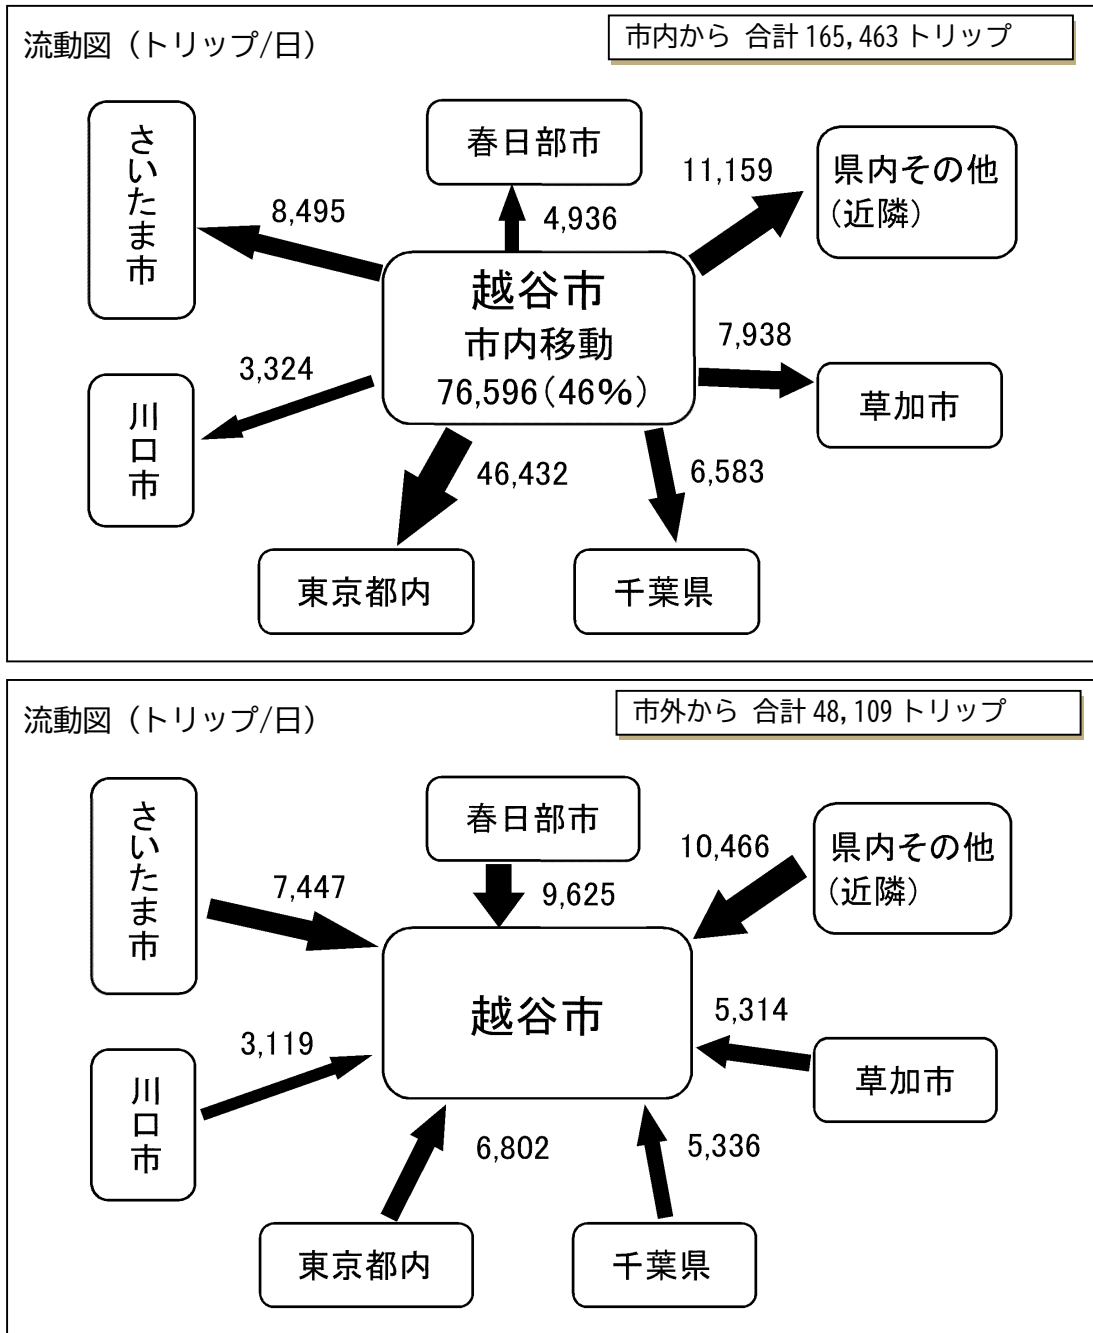 流動図（トリップ/日）
市内から 合計 165,463 トリップ
さいたま市
8,495
春日部市
4,936
11,159
県内その他
（近隣）
越谷市
市内移動
76,596（46%）
7,938
草加市
3,324
川口市
46,432
6,583
東京都内
千葉県
流動図（トリップ/日）
市外から 合計 48,109 トリップ
さいたま市
7,447
春日部市
9,625
10,466
県内その他
（近隣）
越谷市
5,314
草加市
3,119
川口市
6,802
5,336
東京都内
千葉県